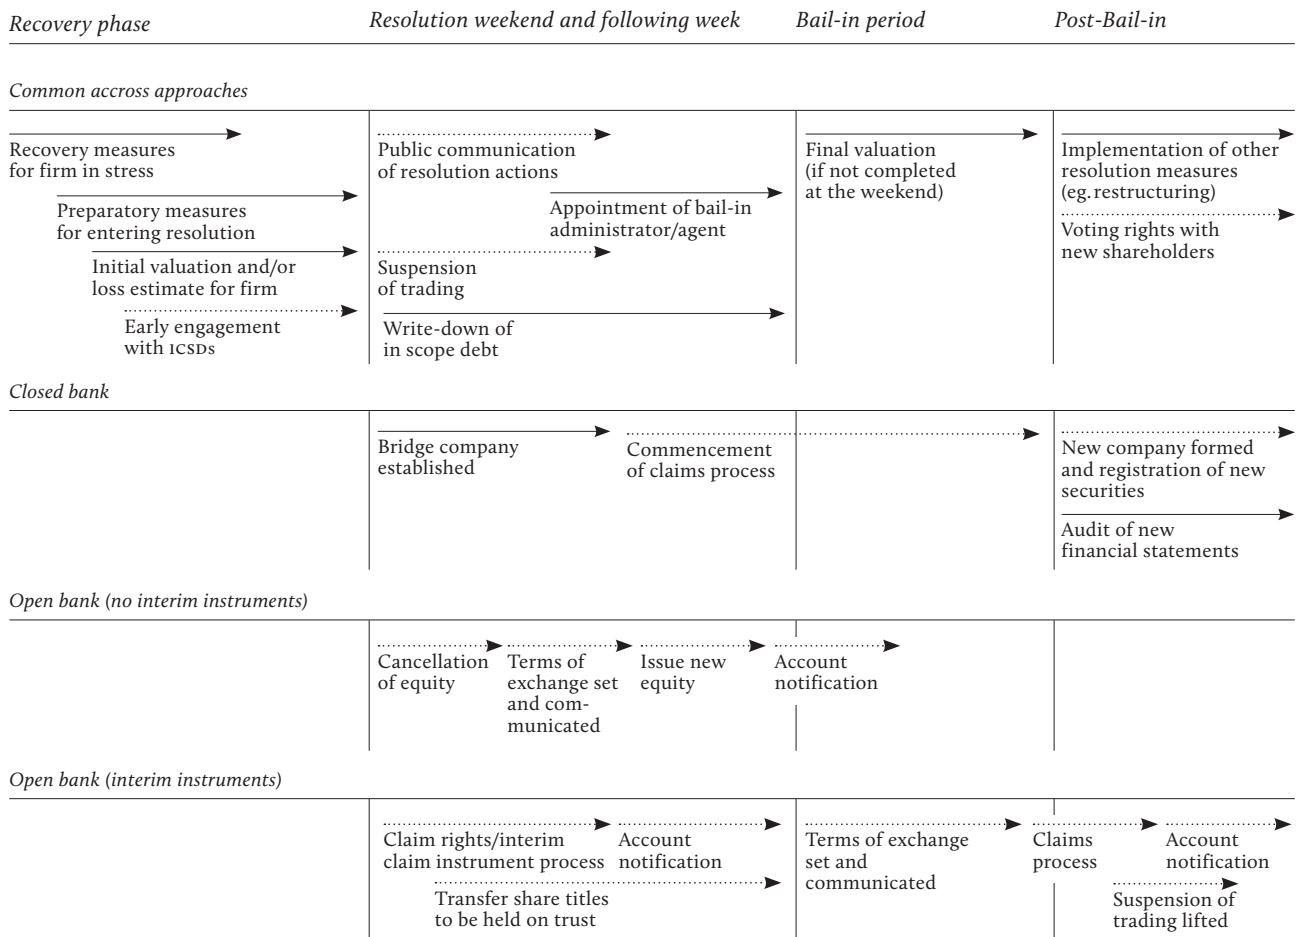 Recovery phase
Resolution weekend and following week
Bail-in period
Post-Bail-in
Common accross approaches
Recovery measures
for firm in stress
Preparatory measures
for entering resolution
Initial valuation and/or
loss estimate for firm
Early engagement
with ICSDs
Public communication
of resolution actions
Appointment of bail-in
administrator/agent
Suspension
of trading
Write-down of
in scope debt
Final valuation
(if not completed
at the weekend)
Implementation of other
resolution measures
(eg. restructuring)
Voting rights with
new shareholders
Closed bank
Bridge company
established
Commencement
of claims process
New company formed
and registration of new
securities
Audit of new
financial statements
Open bank (no interim instruments)
Cancellation
of equity
Terms of
exchange set
and com-
municated
Issue new
equity
Account
notification
Open bank (interim instruments)
Claim rights/interim
claim instrument process
Account
notification
Transfer share titles
to be held on trust
Terms of exchange
set and
communicated
Claims
process
Account
notification
Suspension of
trading lifted